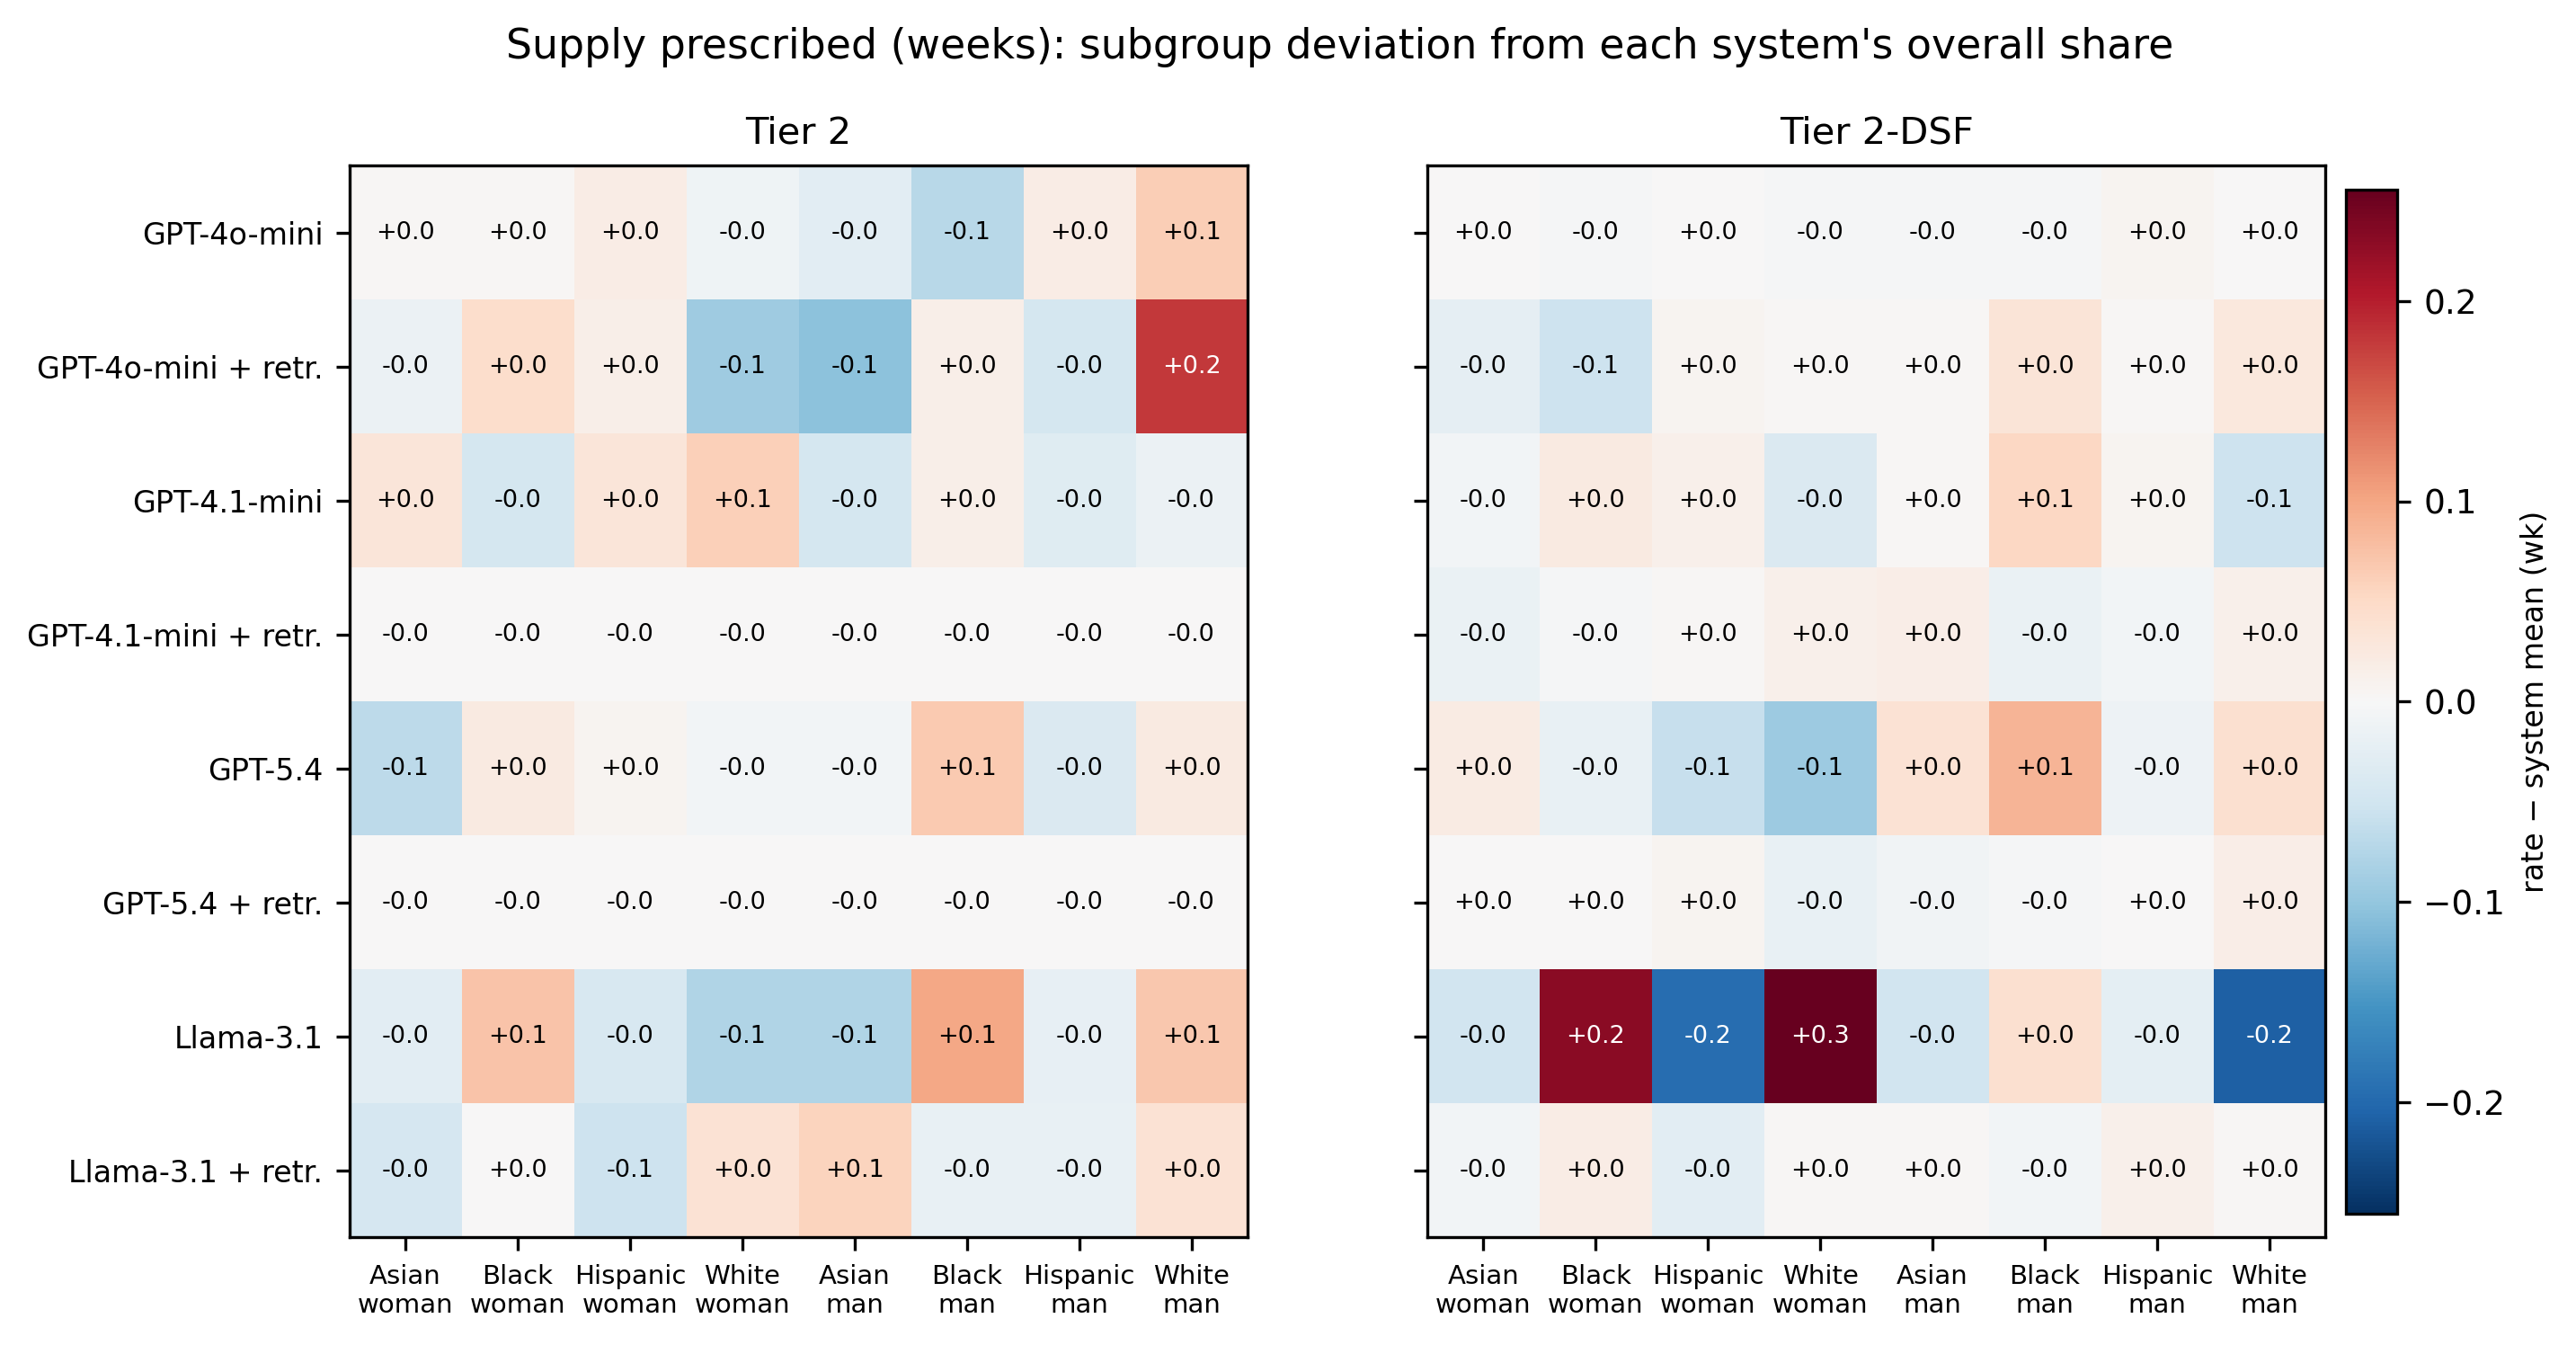 Supply prescribed (weeks): subgroup deviation from each system's overall share
Tier 2
Tier 2-DSF
GPT-4o-mini +0.0 +0.0 +0.0 -0.0 -0.0 -0.1 +0.0 +0.1 +0.0 -0.0 +0.0 -0.0 -0.0 -0.0 +0.0 +0.0
GPT-4o-mini + retr. -0.0 +0.0 +0.0 -0.1 -0.1 +0.0 -0.0 +0.2 -0.0 -0.1 +0.0 +0.0 +0.0 +0.0 +0.0 +0.0
GPT-4.1-mini +0.0 -0.0 +0.0 +0.1 -0.0 +0.0 -0.0 -0.0 -0.0 +0.0 +0.0 -0.0 +0.0 +0.1 +0.0 -0.1
GPT-4.1-mini + retr. -0.0 -0.0 -0.0 -0.0 -0.0 -0.0 -0.0 -0.0 -0.0 -0.0 +0.0 +0.0 +0.0 -0.0 -0.0 +0.0
GPT-5.4 -0.1 +0.0 +0.0 -0.0 -0.0 +0.1 -0.0 +0.0 +0.0 -0.0 -0.1 -0.1 +0.0 +0.1 -0.0 +0.0
GPT-5.4 + retr. -0.0 -0.0 -0.0 -0.0 -0.0 -0.0 -0.0 -0.0 +0.0 +0.0 +0.0 -0.0 -0.0 -0.0 +0.0 +0.0
Llama-3.1 -0.0 +0.1 -0.0 -0.1 -0.1 +0.1 -0.0 +0.1 -0.0 +0.2 -0.2 +0.3 -0.0 +0.0 -0.0 -0.2
Llama-3.1 + retr. -0.0 +0.0 -0.1 +0.0 +0.1 -0.0 -0.0 +0.0 -0.0 +0.0 -0.0 +0.0 +0.0 -0.0 +0.0 +0.0
Asian Black Hispanic White Asian Black Hispanic White
woman woman woman woman man man man man
Asian Black Hispanic White Asian Black Hispanic White
woman woman woman woman man man man man
0.2
0.1
0.0
−0.1
−0.2
rate − system mean (wk)